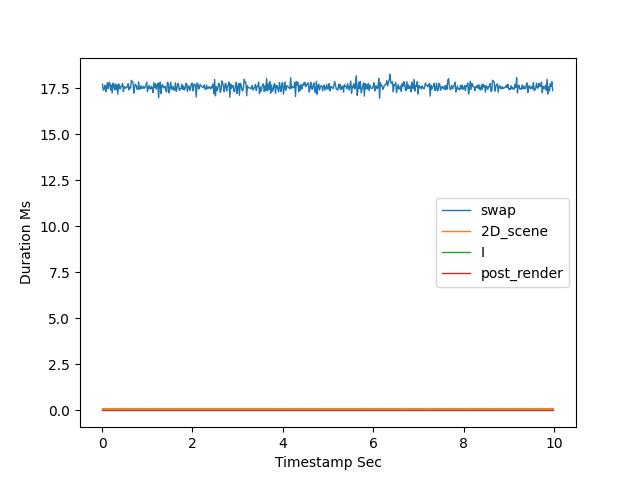 17.5
15.0
12.5
10.0
7.5
5.0
2.5
0.0
Duration Ms
swap
2D_scene
I
post_render
0 2 4 6 8 10
Timestamp Sec